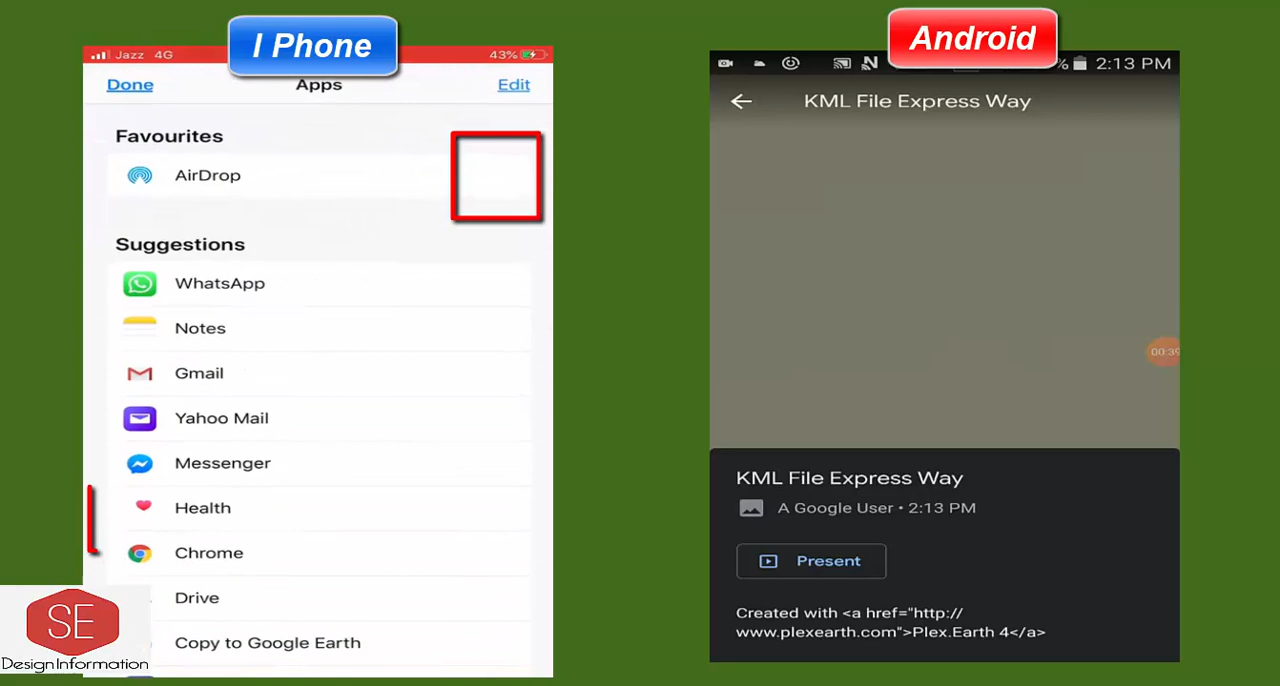 I Phone
Jazz 4G
43%
Done
Apps
Edit
Favourites
AirDrop
Suggestions
WhatsApp
Notes
Gmail
Yahoo Mail
Messenger
Health
Chrome
Drive
Copy to Google Earth
SE
Design Information
Android
% 2:13 PM
KML File Express Way
00:39
KML File Express Way
A Google User • 2:13 PM
Present
Created with <a href="http://
www.plexearth.com">Plex.Earth 4</a>